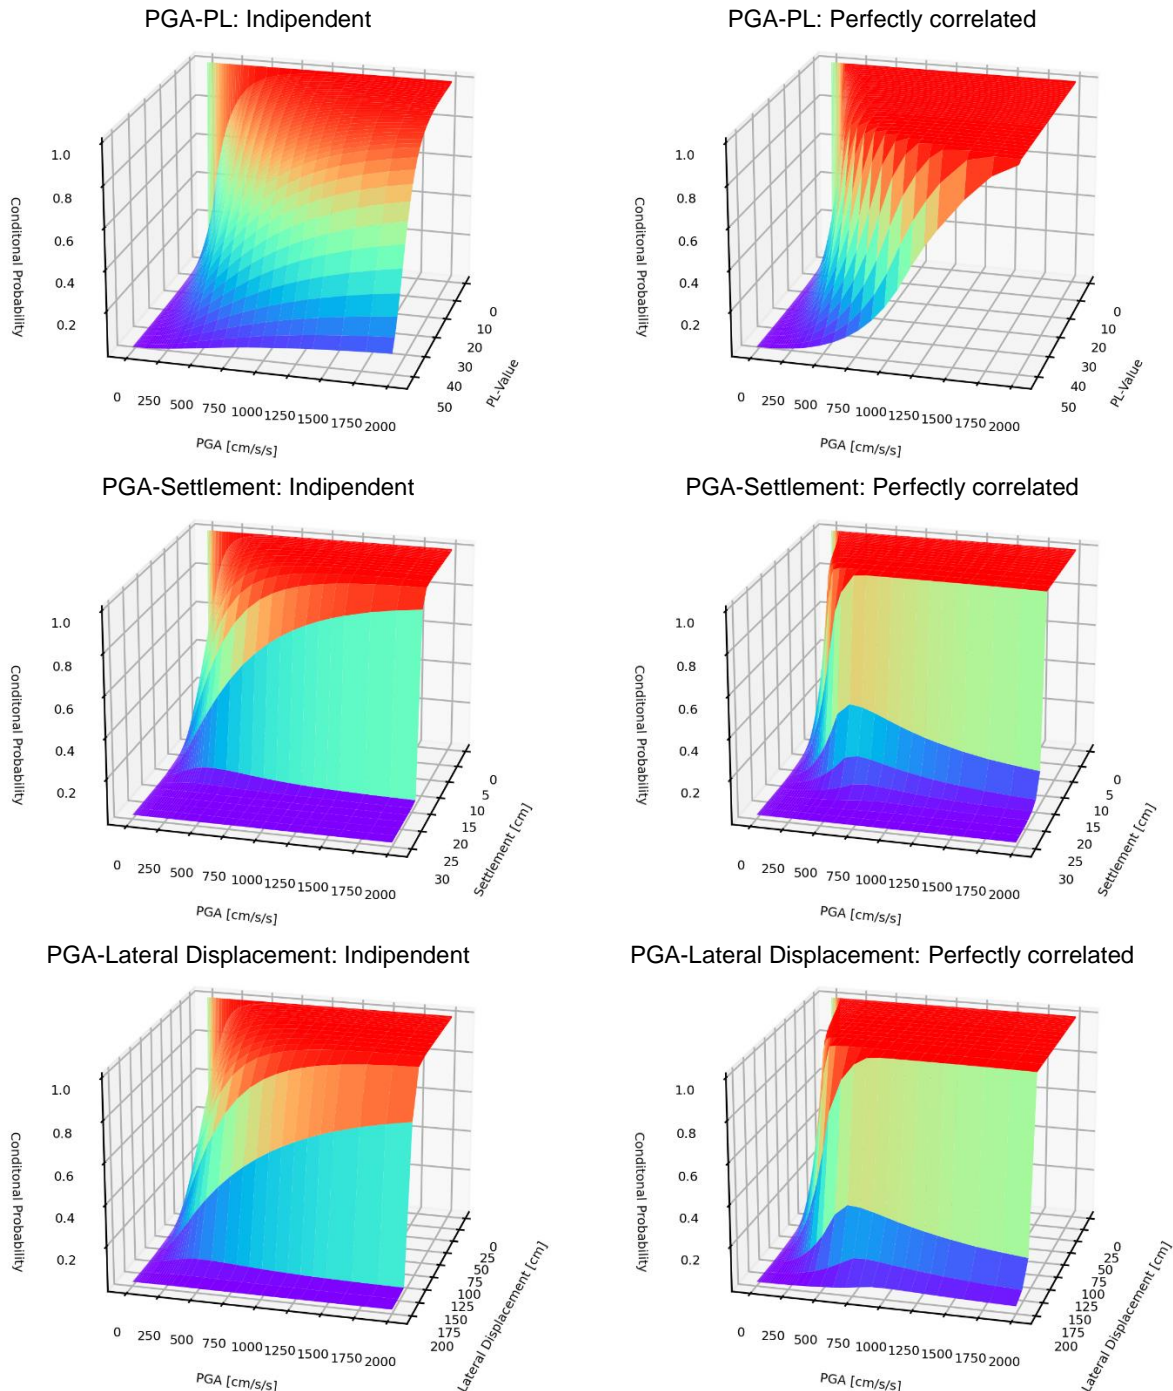 PGA-PL: Indipendent
1.0
0.8
0.6
0.4
0.2
Conditonal Probability
0 250 500 750 1000 1250 1500 1750 2000
PGA [cm/s/s]
0
10
20
30
40
50
PL-Value
PGA-PL: Perfectly correlated
1.0
0.8
0.6
0.4
0.2
Conditonal Probability
0 250 500 750 1000 1250 1500 1750 2000
PGA [cm/s/s]
0
10
20
30
40
50
PL-Value
PGA-Settlement: Indipendent
1.0
0.8
0.6
0.4
0.2
Conditonal Probability
0 250 500 750 1000 1250 1500 1750 2000
PGA [cm/s/s]
0
5
10
15
20
25
30
Settlement [cm]
PGA-Settlement: Perfectly correlated
1.0
0.8
0.6
0.4
0.2
Conditonal Probability
0 250 500 750 1000 1250 1500 1750 2000
PGA [cm/s/s]
0
5
10
15
20
25
30
Settlement [cm]
PGA-Lateral Displacement: Indipendent
1.0
0.8
0.6
0.4
0.2
Conditonal Probability
0 250 500 750 1000 1250 1500 1750 2000
PGA [cm/s/s]
0
25
50
75
100
125
150
175
200
Lateral Displacement [cm]
PGA-Lateral Displacement: Perfectly correlated
1.0
0.8
0.6
0.4
0.2
Conditonal Probability
0 250 500 750 1000 1250 1500 1750 2000
PGA [cm/s/s]
0
25
50
75
100
125
150
175
200
Lateral Displacement [cm]